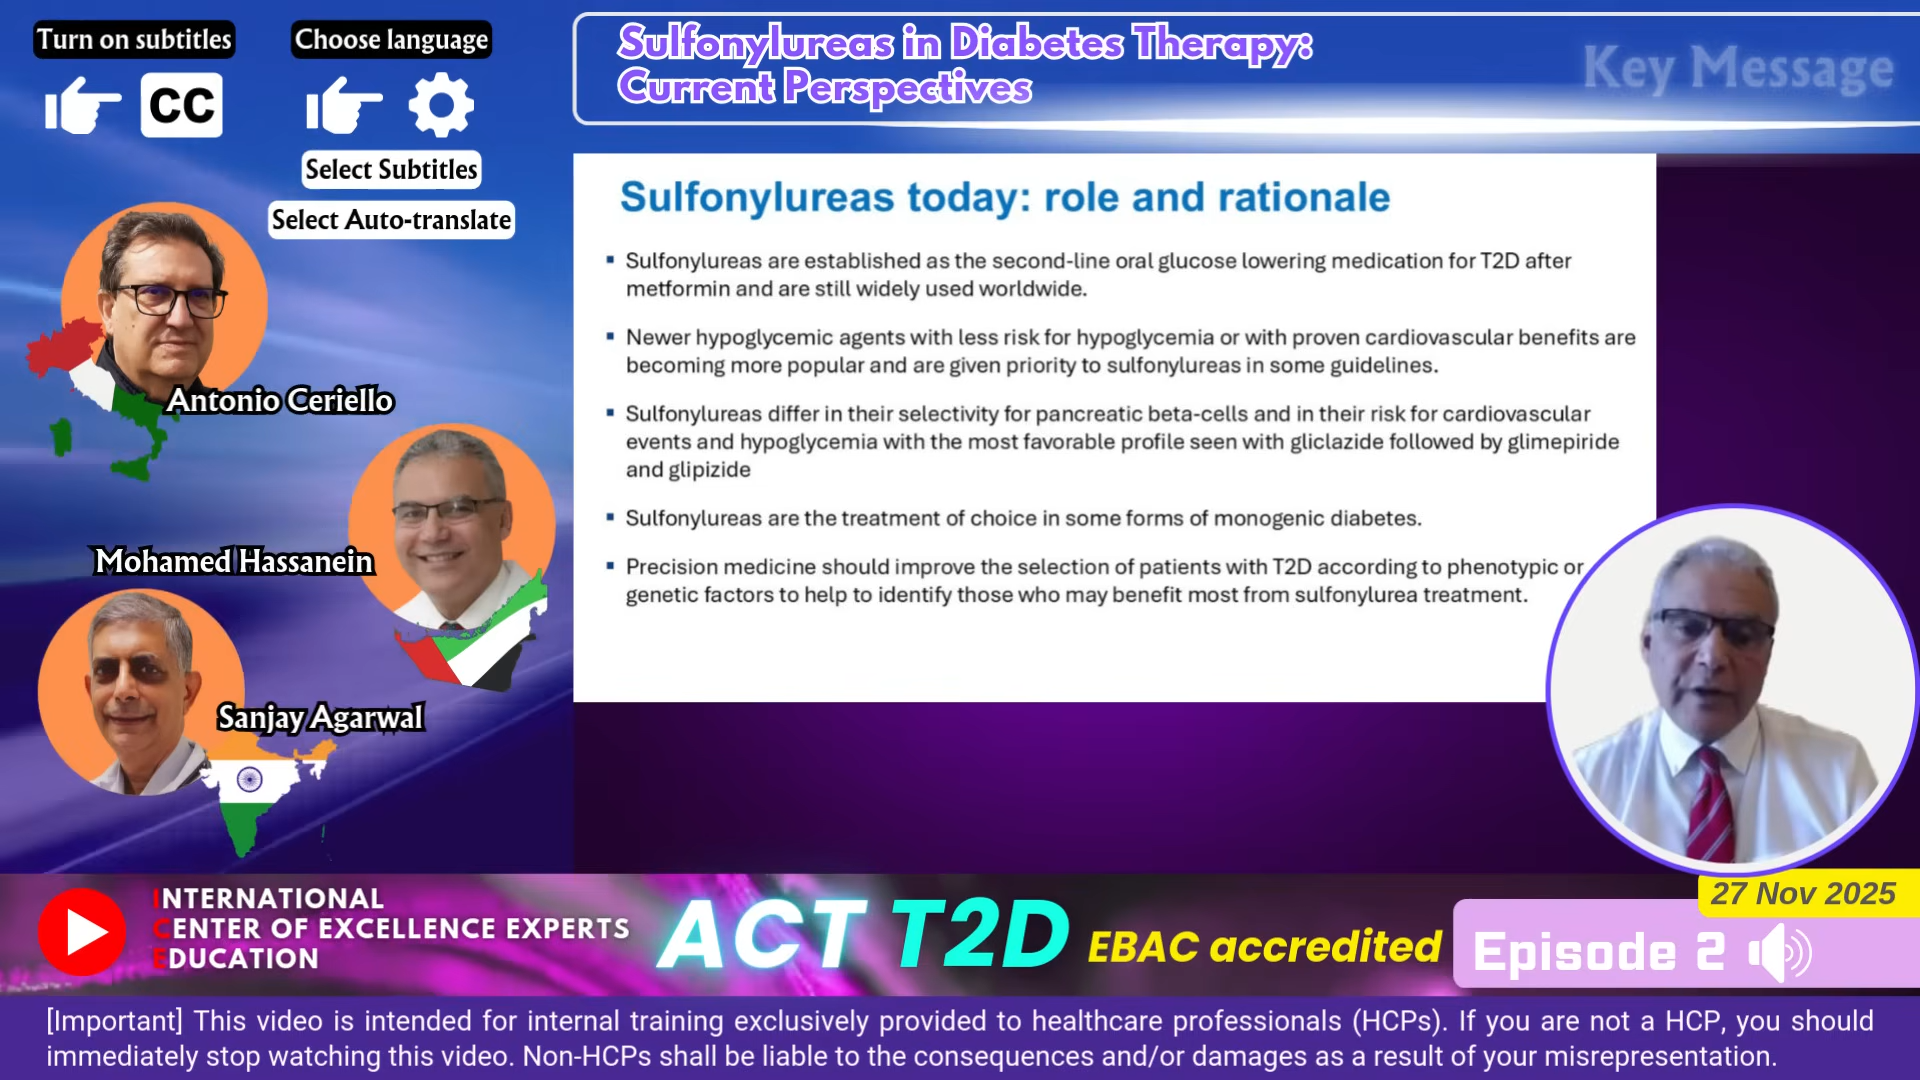 Turn on subtitles
CC
Choose language
Select Subtitles
Select Auto-translate
Antonio Ceriello
Mohamed Hassanein
Sanjay Agarwal
Sulfonylureas in Diabetes Therapy:
Current Perspectives
Key Message
Sulfonylureas today: role and rationale
▪ Sulfonylureas are established as the second-line oral glucose lowering medication for T2D after
metformin and are still widely used worldwide.
▪ Newer hypoglycemic agents with less risk for hypoglycemia or with proven cardiovascular benefits are
becoming more popular and are given priority to sulfonylureas in some guidelines.
▪ Sulfonylureas differ in their selectivity for pancreatic beta-cells and in their risk for cardiovascular
events and hypoglycemia with the most favorable profile seen with gliclazide followed by glimepiride
and glipizide
▪ Sulfonylureas are the treatment of choice in some forms of monogenic diabetes.
▪ Precision medicine should improve the selection of patients with T2D according to phenotypic or
genetic factors to help to identify those who may benefit most from sulfonylurea treatment.
INTERNATIONAL
CENTER OF EXCELLENCE EXPERTS
EDUCATION
ACT T2D
EBAC accredited
27 Nov 2025
Episode 2
[Important] This video is intended for internal training exclusively provided to healthcare professionals (HCPs). If you are not a HCP, you should
immediately stop watching this video. Non-HCPs shall be liable to the consequences and/or damages as a result of your misrepresentation.